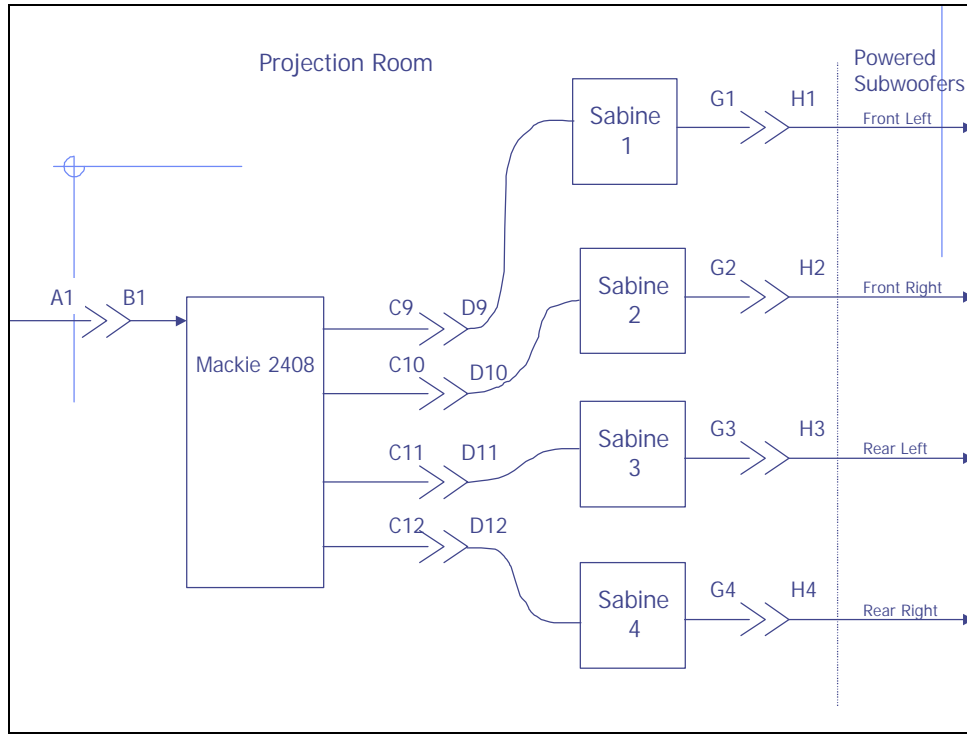 Projection Room
Powered
Subwoofers
Sabine
1
G1
H1
Front Left
A1
B1
Mackie 2408
C9
D9
Sabine
2
G2
H2
Front Right
C10
D10
C11
D11
Sabine
3
G3
H3
Rear Left
C12
D12
Sabine
4
G4
H4
Rear Right